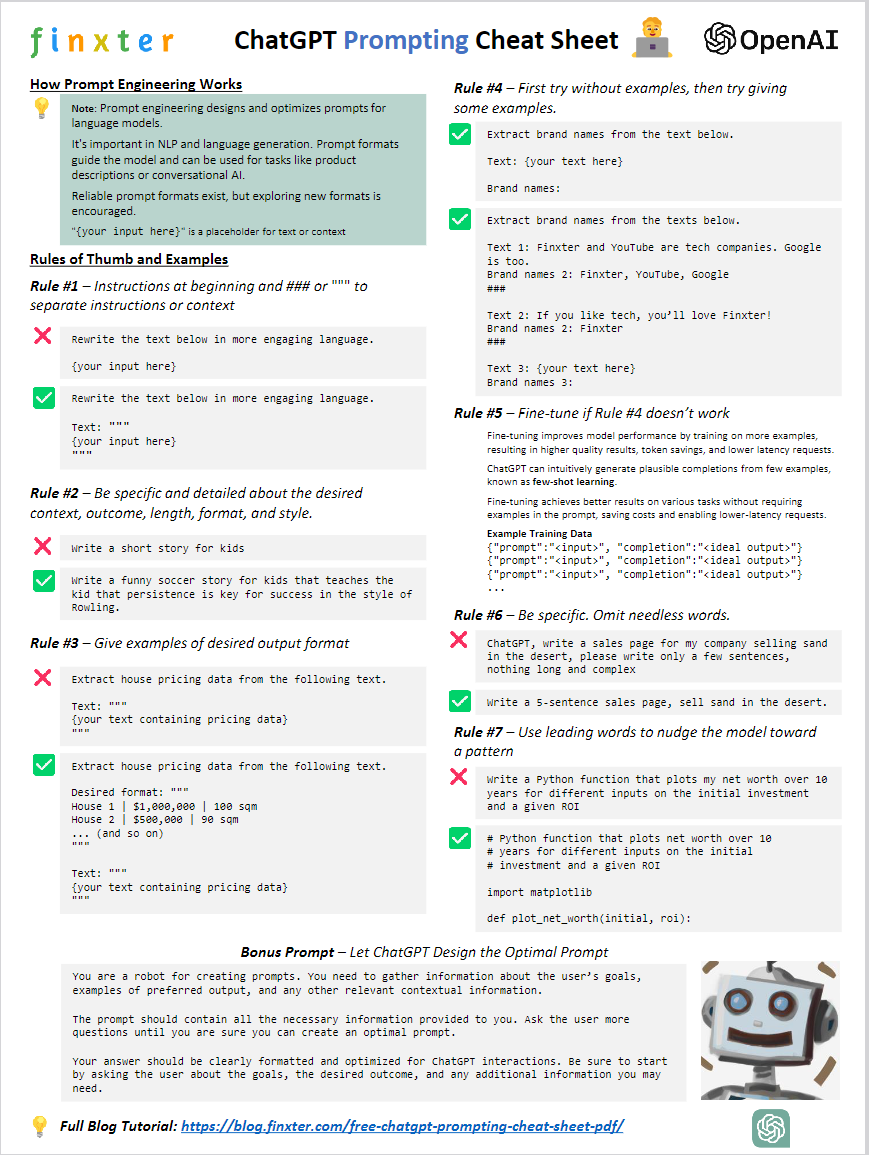 finxter
ChatGPT Prompting Cheat Sheet
OpenAI
How Prompt Engineering Works
Note: Prompt engineering designs and optimizes prompts for
language models.
It's important in NLP and language generation. Prompt formats
guide the model and can be used for tasks like product
descriptions or conversational AI.
Reliable prompt formats exist, but exploring new formats is
encouraged.
"{your input here}" is a placeholder for text or context
Rules of Thumb and Examples
Rule #1 – Instructions at beginning and ### or """ to
separate instructions or context
Rewrite the text below in more engaging language.
{your input here}
Rewrite the text below in more engaging language.
Text: """
{your input here}
"""
Rule #2 – Be specific and detailed about the desired
context, outcome, length, format, and style.
Write a short story for kids
Write a funny soccer story for kids that teaches the
kid that persistence is key for success in the style of
Rowling.
Rule #3 – Give examples of desired output format
Extract house pricing data from the following text.
Text: """
{your text containing pricing data}
"""
Extract house pricing data from the following text.
Desired format: """
House 1 | $1,000,000 | 100 sqm
House 2 | $500,000 | 90 sqm
... (and so on)
"""
Text: """
{your text containing pricing data}
"""
Rule #4 – First try without examples, then try giving
some examples.
Extract brand names from the text below.
Text: {your text here}
Brand names:
Extract brand names from the texts below.
Text 1: Finxter and YouTube are tech companies. Google
is too.
Brand names 2: Finxter, YouTube, Google
###
Text 2: If you like tech, you’ll love Finxter!
Brand names 2: Finxter
###
Text 3: {your text here}
Brand names 3:
Rule #5 – Fine-tune if Rule #4 doesn’t work
Fine-tuning improves model performance by training on more examples,
resulting in higher quality results, token savings, and lower latency requests.
ChatGPT can intuitively generate plausible completions from few examples,
known as few-shot learning.
Fine-tuning achieves better results on various tasks without requiring
examples in the prompt, saving costs and enabling lower-latency requests.
Example Training Data
{"prompt":"<input>", "completion":"<ideal output>"}
{"prompt":"<input>", "completion":"<ideal output>"}
{"prompt":"<input>", "completion":"<ideal output>"}
...
Rule #6 – Be specific. Omit needless words.
ChatGPT, write a sales page for my company selling sand
in the desert, please write only a few sentences,
nothing long and complex
Write a 5-sentence sales page, sell sand in the desert.
Rule #7 – Use leading words to nudge the model toward
a pattern
Write a Python function that plots my net worth over 10
years for different inputs on the initial investment
and a given ROI
# Python function that plots net worth over 10
# years for different inputs on the initial
# investment and a given ROI
import matplotlib
def plot_net_worth(initial, roi):
Bonus Prompt – Let ChatGPT Design the Optimal Prompt
You are a robot for creating prompts. You need to gather information about the user’s goals,
examples of preferred output, and any other relevant contextual information.
The prompt should contain all the necessary information provided to you. Ask the user more
questions until you are sure you can create an optimal prompt.
Your answer should be clearly formatted and optimized for ChatGPT interactions. Be sure to start
by asking the user about the goals, the desired outcome, and any additional information you may
need.
Full Blog Tutorial: https://blog.finxter.com/free-chatgpt-prompting-cheat-sheet-pdf/